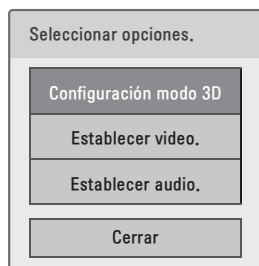 Seleccionar opciones.
Configuración modo 3D
Establecer video.
Establecer audio.
Cerrar